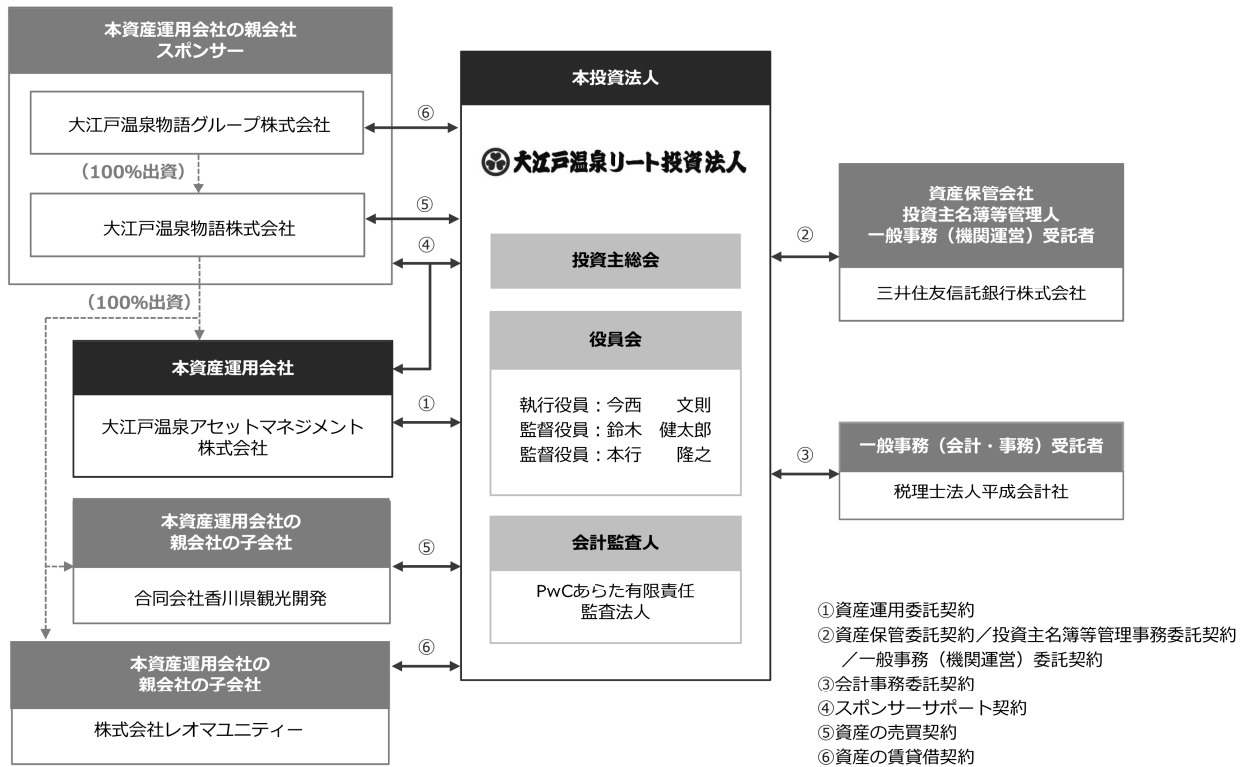 本資産運用会社の親会社
スポンサー
大江戸温泉物語グループ株式会社
（100%出資）
大江戸温泉物語株式会社
（100%出資）
本資産運用会社
大江戸温泉アセットマネジメント
株式会社
本資産運用会社の
親会社の子会社
合同会社香川県観光開発
本資産運用会社の
親会社の子会社
株式会社レオマユニティー
⑥
⑤
④
①
⑤
⑥
本投資法人
大江戸温泉リート投資法人
投資主総会
役員会
執行役員：今西　　文則
監督役員：鈴木　健太郎
監督役員：本行　　隆之
会計監査人
PwCあらた有限責任
監査法人
②
③
資産保管会社
投資主名簿等管理人
一般事務（機関運営）受託者
三井住友信託銀行株式会社
一般事務（会計・事務）受託者
税理士法人平成会計社
①資産運用委託契約
②資産保管委託契約／投資主名簿等管理事務委託契約
／一般事務（機関運営）委託契約
③会計事務委託契約
④スポンサーサポート契約
⑤資産の売買契約
⑥資産の賃貸借契約